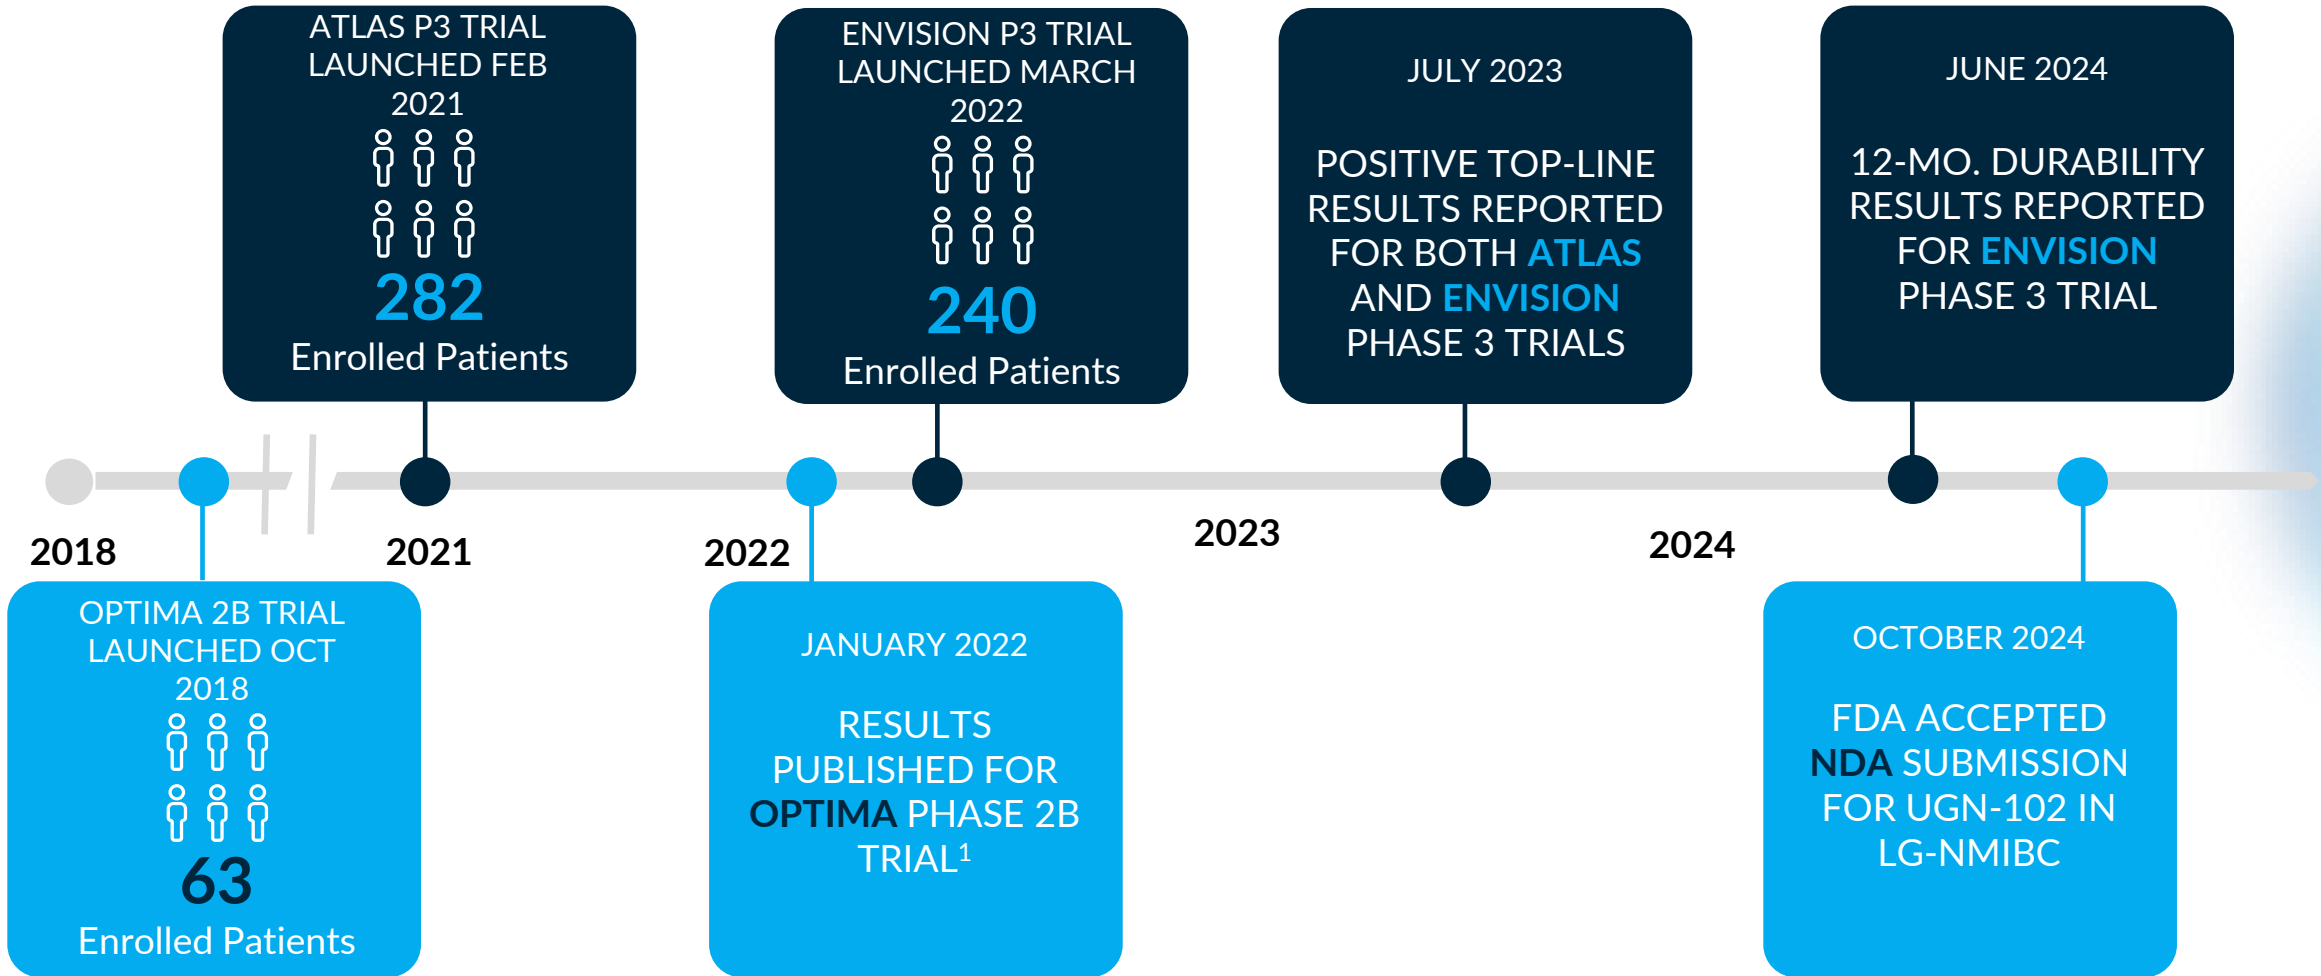 ATLAS P3 TRIAL
LAUNCHED FEB
2021
282
Enrolled Patients
ENVISION P3 TRIAL
LAUNCHED MARCH
2022
240
Enrolled Patients
JULY 2023
POSITIVE TOP-LINE
RESULTS REPORTED
FOR BOTH ATLAS
AND ENVISION
PHASE 3 TRIALS
JUNE 2024
12-MO. DURABILITY
RESULTS REPORTED
FOR ENVISION
PHASE 3 TRIAL
2018
2021
2022
2023
2024
OPTIMA 2B TRIAL
LAUNCHED OCT
2018
63
Enrolled Patients
JANUARY 2022
RESULTS
PUBLISHED FOR
OPTIMA PHASE 2B
TRIAL¹
OCTOBER 2024
FDA ACCEPTED
NDA SUBMISSION
FOR UGN-102 IN
LG-NMIBC